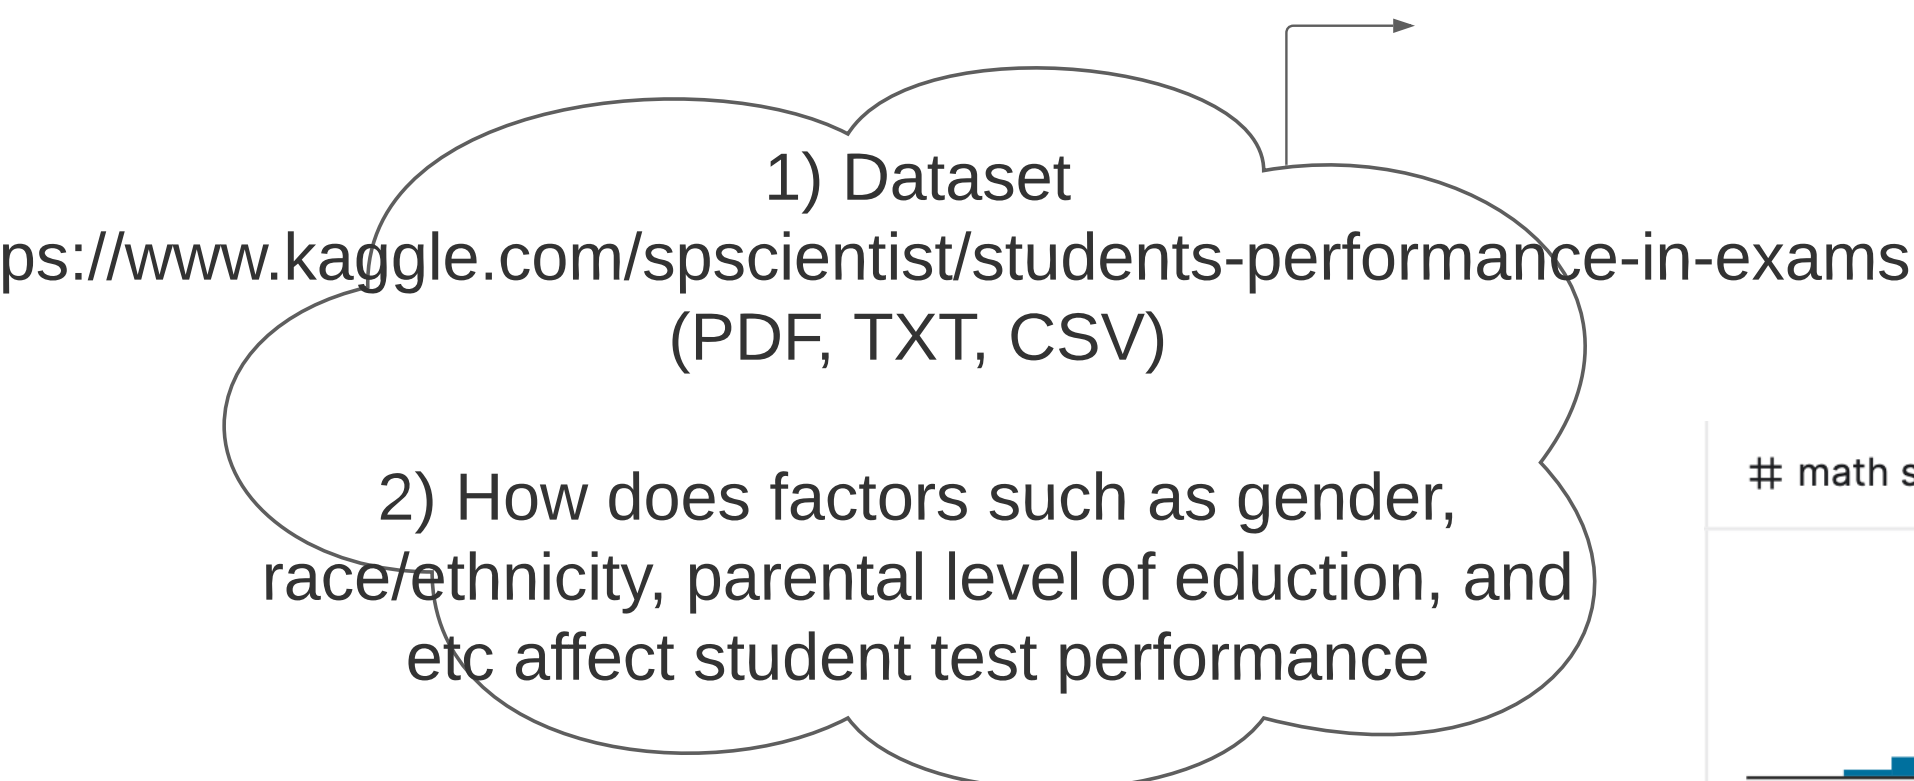 1) Dataset
ps://www.kaggle.com/spscientist/students-performance-in-exams
(PDF, TXT, CSV)
2) How does factors such as gender,
race/ethnicity, parental level of eduction, and
etc affect student test performance
# math s